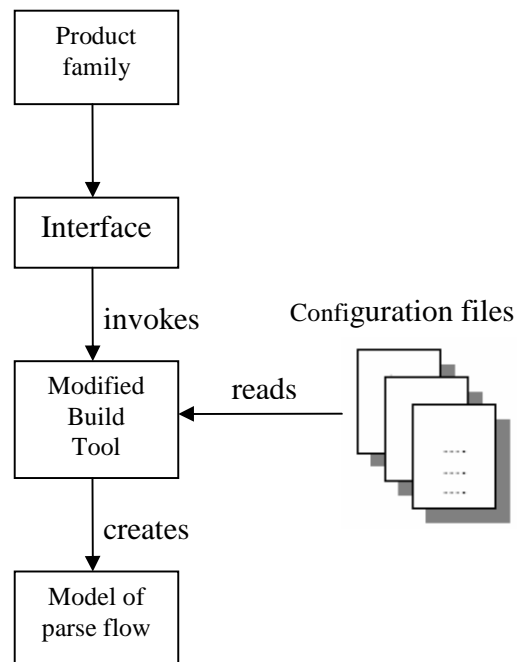 Product
family
Interface
invokes
Configuration files
Modified
Build
Tool
reads
creates
Model of
parse flow